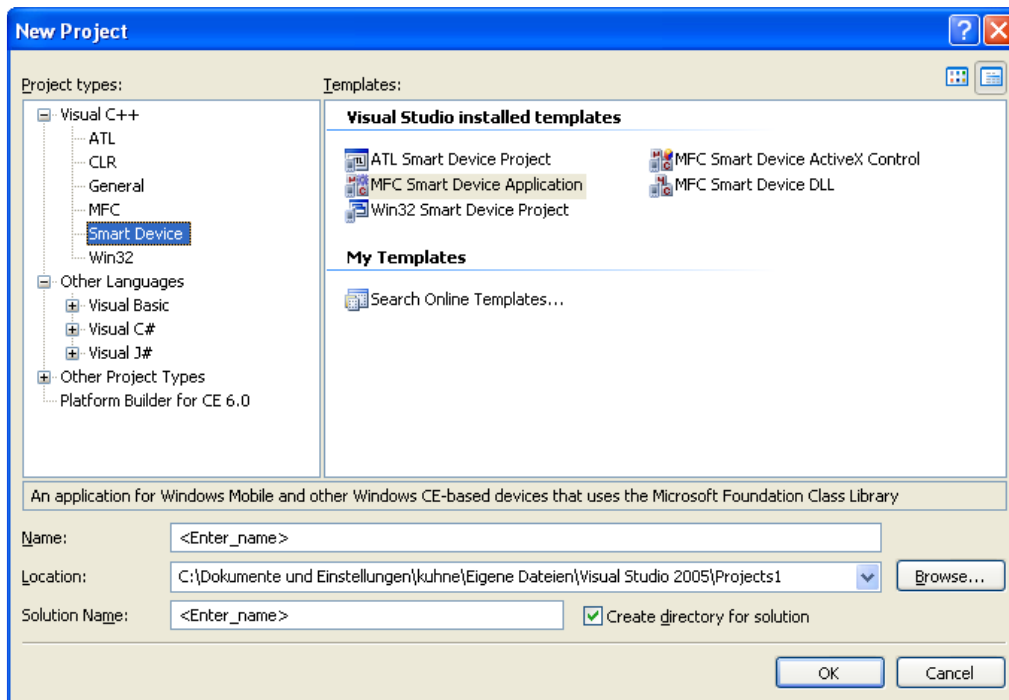 New Project
Project types:
Templates:
Visual C++
ATL
CLR
General
MFC
Smart Device
Win32
Other Languages
Visual Basic
Visual C#
Visual J#
Other Project Types
Platform Builder for CE 6.0
Visual Studio installed templates
ATL Smart Device Project
MFC Smart Device ActiveX Control
MFC Smart Device Application
MFC Smart Device DLL
Win32 Smart Device Project
My Templates
Search Online Templates...
An application for Windows Mobile and other Windows CE-based devices that uses the Microsoft Foundation Class Library
Name: <Enter_name>
Location: C:\Dokumente und Einstellungen\kuhne\Eigene Dateien\Visual Studio 2005\Projects1 Browse...
Solution Name: <Enter_name> Create directory for solution
OK Cancel